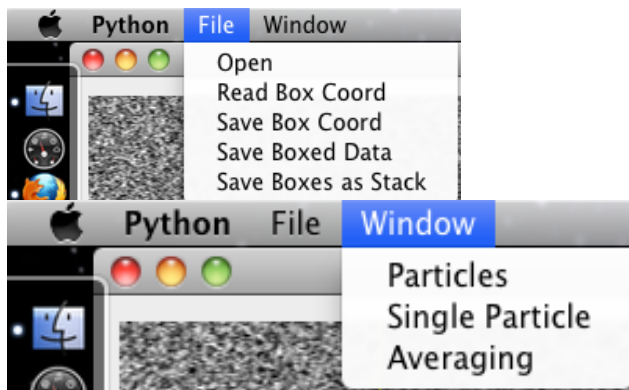 Python File Window
Open
Read Box Coord
Save Box Coord
Save Boxed Data
Save Boxes as Stack
Python File Window
Particles
Single Particle
Averaging